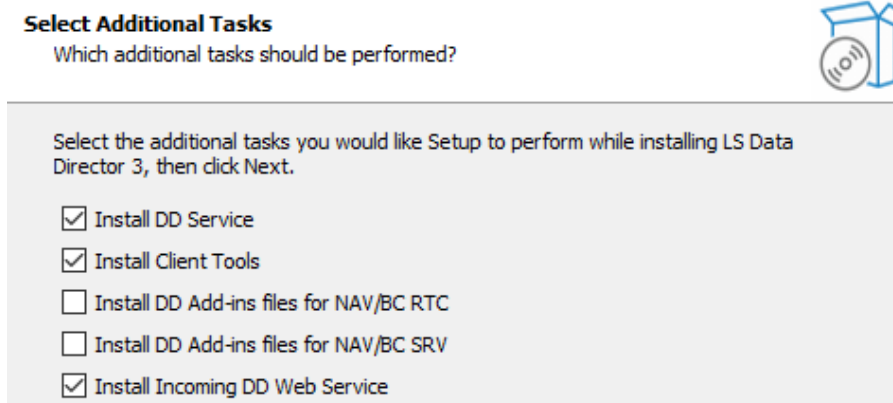 Select Additional Tasks
Which additional tasks should be performed?
Select the additional tasks you would like Setup to perform while installing LS Data
Director 3, then click Next.
Install DD Service
Install Client Tools
Install DD Add-ins files for NAV/BC RTC
Install DD Add-ins files for NAV/BC SRV
Install Incoming DD Web Service